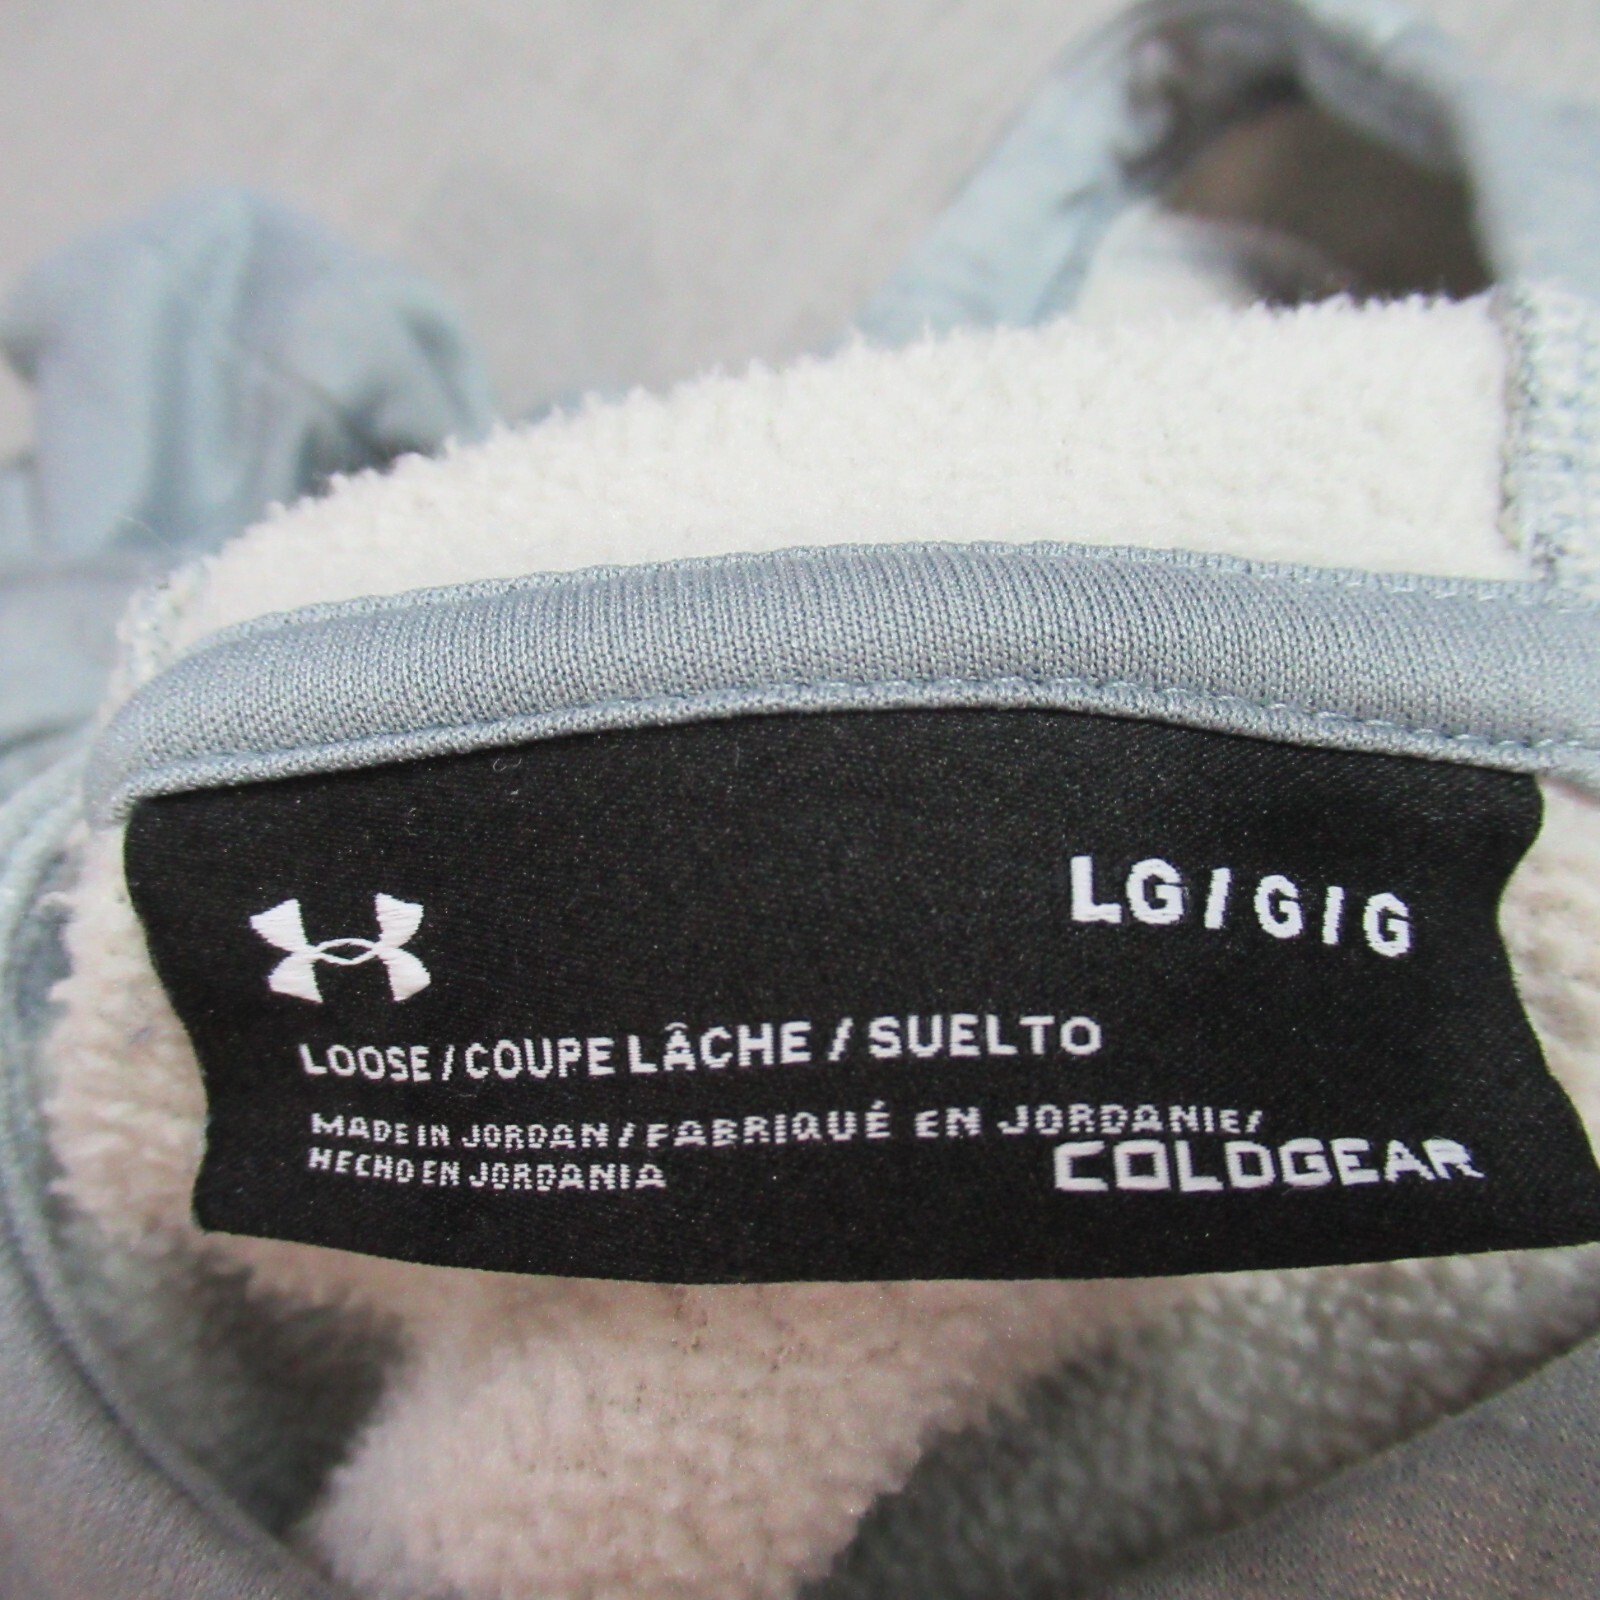 LG/G/G
LOOSE/COUPE LÂCHE/SUELTO
MADE IN JORDAN/FABRIQUÉ EN JORDANIE/
HECHO EN JORDANIA
COLDGEAR